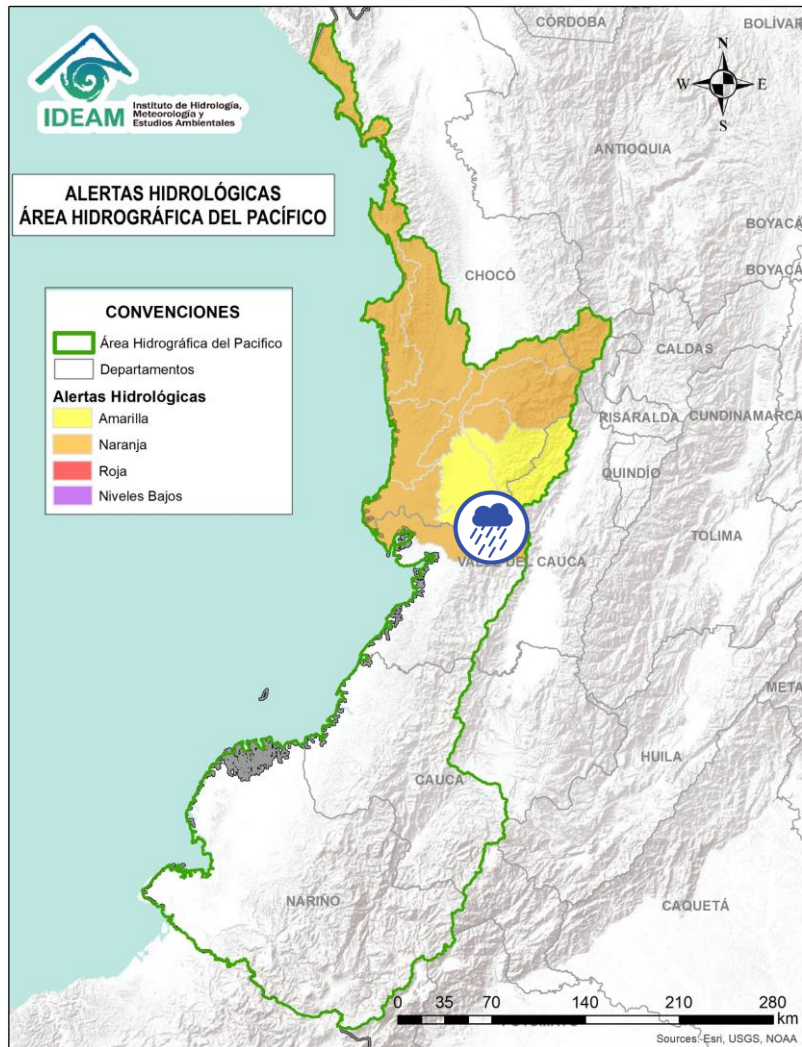 IDEAM
Instituto de Hidrología,
Meteorología y
Estudios Ambientales
ALERTAS HIDROLÓGICAS
ÁREA HIDROGRÁFICA DEL PACÍFICO
CONVENCIONES
Área Hidrográfica del Pacifico
Departamentos
Alertas Hidrológicas
Amarilla
Naranja
Roja
Niveles Bajos
N
W
E
S
CÓRDOBA
BOLÍVAR
ANTIOQUIA
BOYACÁ
BOYACÁ
CHOCÓ
CALDAS
RISARALDA
CUNDINAMARCA
QUINDÍO
TOLIMA
VALLE DEL CAUCA
META
HUILA
CAUCA
NARIÑO
CAQUETÁ
0 35 70 140 210 280
km
Sources: Esri, USGS, NOAA